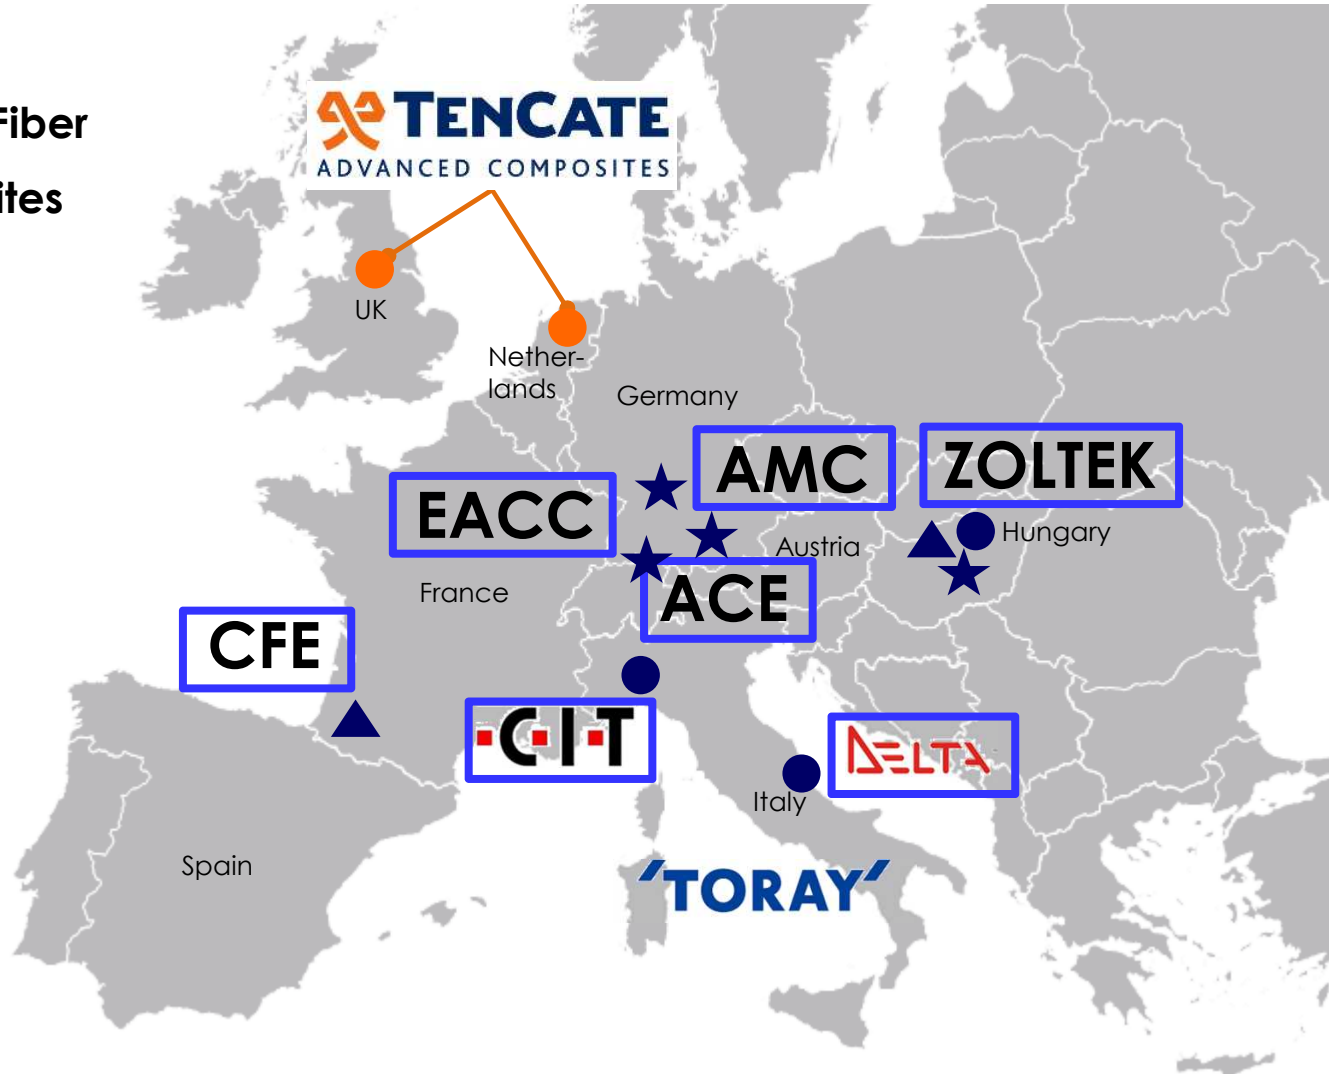 Fiber
ites
TENCATE
ADVANCED COMPOSITES
UK
Nether-
lands
Germany
AMC
ZOLTEK
EACC
Hungary
Austria
France
ACE
CFE
C·I·T
DELTA
Italy
Spain
'TORAY'